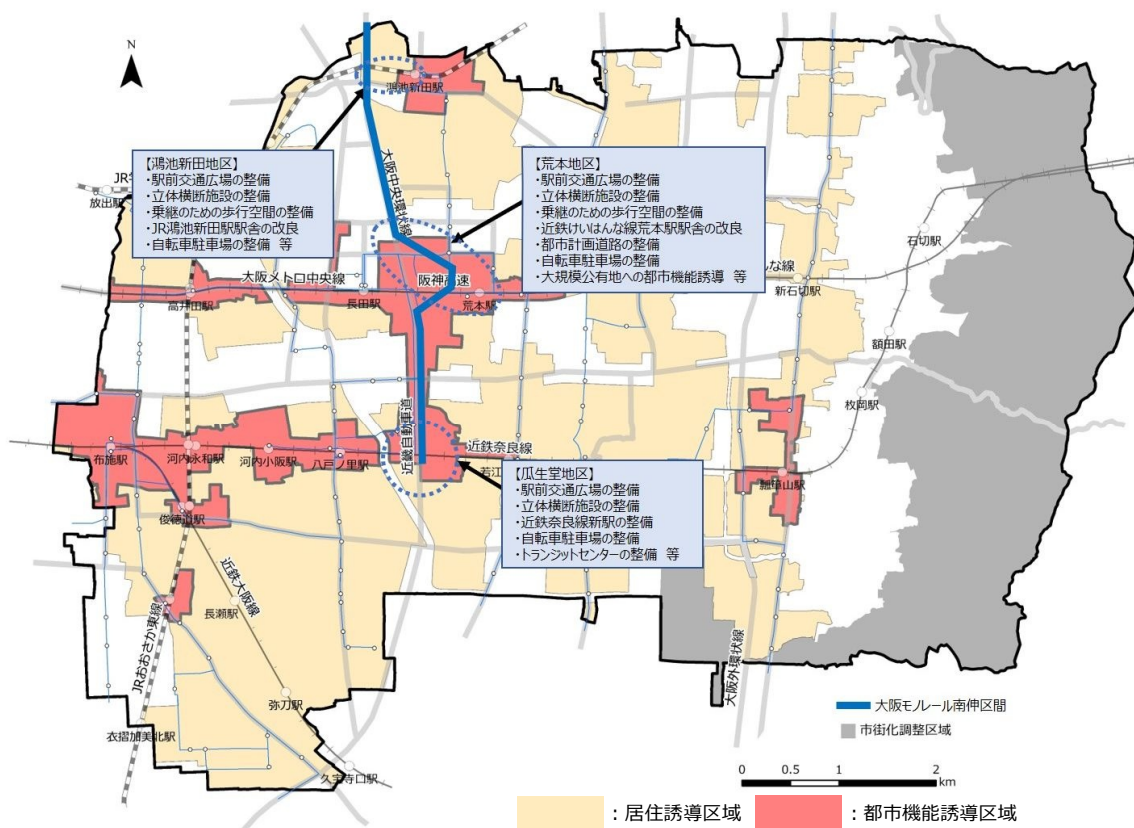 N
鴻池新田駅
【鴻池新田地区】
・駅前交通広場の整備
・立体横断施設の整備
・乗継のための歩行空間の整備
・JR鴻池新田駅駅舎の改良
・自転車駐車場の整備 等
大阪中央環状線
【荒本地区】
・駅前交通広場の整備
・立体横断施設の整備
・乗継のための歩行空間の整備
・近鉄けいはんな線荒本駅駅舎の改良
・都市計画道路の整備
・自転車駐車場の整備
・大規模公有地への都市機能誘導 等
放出駅
石切駅
大阪メトロ中央線
阪神高速
んな線
高井田駅
長田駅
荒本駅
新石切駅
額田駅
枚岡駅
近畿自動車道
近鉄奈良線
布施駅
河内永和駅
河内小阪駅
八戸ノ里駅
若江
瓢箪山駅
【瓜生堂地区】
・駅前交通広場の整備
・立体横断施設の整備
・近鉄奈良線新駅の整備
・自転車駐車場の整備
・トランジットセンターの整備 等
俊徳道駅
近鉄大阪線
長瀬駅
JRおおさか東線
弥刀駅
衣摺加美北駅
久宝寺口駅
大阪外環状線
大阪モノレール南伸区間
市街化調整区域
0 0.5 1 2
km
：居住誘導区域
：都市機能誘導区域